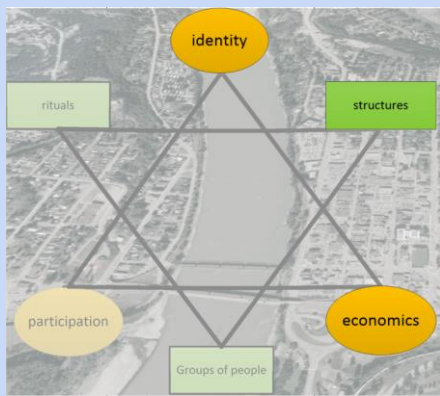 identity
rituals
structures
participation
economics
Groups of people